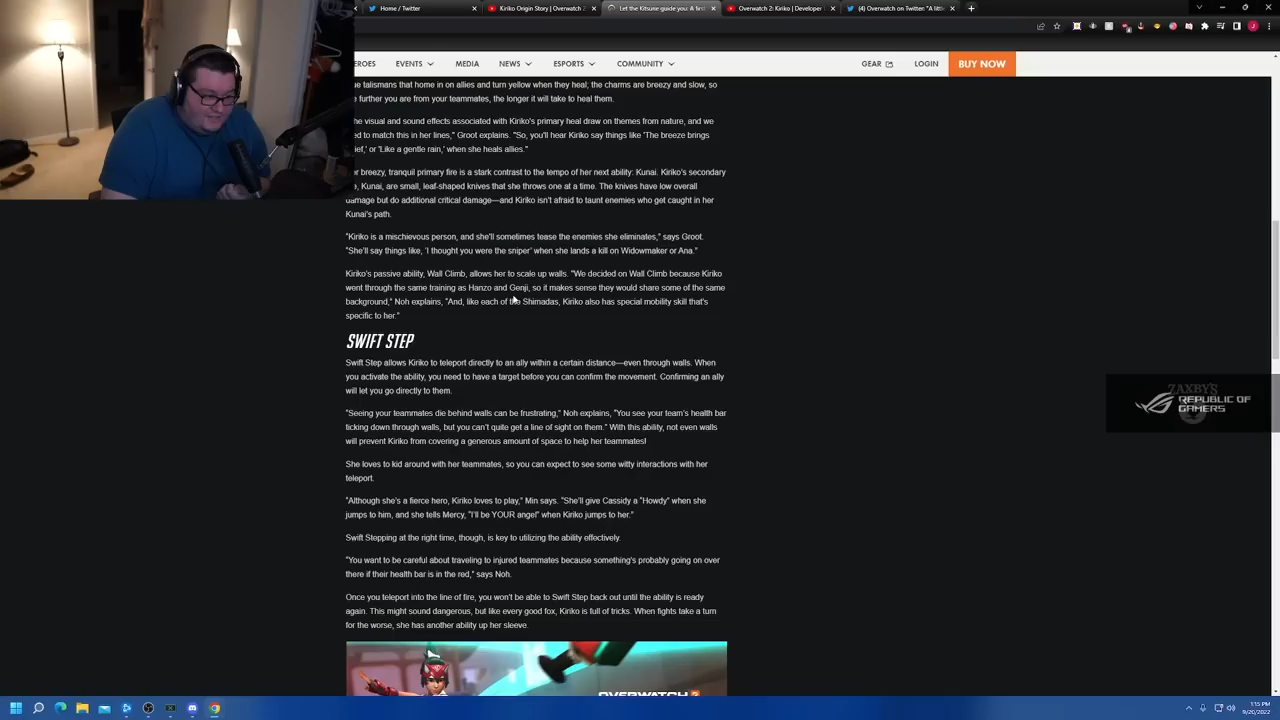 Home / Twitter
Kiriko Origin Story | Overwatch 2
Let the Kitsune guide you: A first
Overwatch 2: Kiriko | Developer
(4) Overwatch on Twitter: "A little
EROES EVENTS MEDIA NEWS ESPORTS COMMUNITY GEAR LOGIN BUY NOW
ue talismans that home in on allies and turn yellow when they heal, the charms are breezy and slow, so
e further you are from your teammates, the longer it will take to heal them.
he visual and sound effects associated with Kiriko's primary heal draw on themes from nature, and we
ed to match this in her lines," Groot explains. "So, you'll hear Kiriko say things like 'The breeze brings
ief,' or 'Like a gentle rain,' when she heals allies."
or breezy, tranquil primary fire is a stark contrast to the tempo of her next ability: Kunai. Kiriko's secondary
e, Kunai, are small, leaf-shaped knives that she throws one at a time. The knives have low overall
damage but do additional critical damage—and Kiriko isn't afraid to taunt enemies who get caught in her
Kunai's path.
"Kiriko is a mischievous person, and she'll sometimes tease the enemies she eliminates," says Groot.
"She'll say things like, 'I thought you were the sniper' when she lands a kill on Widowmaker or Ana."
Kiriko's passive ability, Wall Climb, allows her to scale up walls. "We decided on Wall Climb because Kiriko
went through the same training as Hanzo and Genji, so it makes sense they would share some of the same
background," Noh explains, "And, like each of the Shimadas, Kiriko also has special mobility skill that's
specific to her."
SWIFT STEP
Swift Step allows Kiriko to teleport directly to an ally within a certain distance—even through walls. When
you activate the ability, you need to have a target before you can confirm the movement. Confirming an ally
will let you go directly to them.
"Seeing your teammates die behind walls can be frustrating," Noh explains, "You see your team's health bar
ticking down through walls, but you can't quite get a line of sight on them." With this ability, not even walls
will prevent Kiriko from covering a generous amount of space to help her teammates!
She loves to kid around with her teammates, so you can expect to see some witty interactions with her
teleport.
"Although she's a fierce hero, Kiriko loves to play," Min says. "She'll give Cassidy a "Howdy" when she
jumps to him, and she tells Mercy, "I'll be YOUR angel" when Kiriko jumps to her."
Swift Stepping at the right time, though, is key to utilizing the ability effectively.
"You want to be careful about traveling to injured teammates because something's probably going on over
there if their health bar is in the red," says Noh.
Once you teleport into the line of fire, you won't be able to Swift Step back out until the ability is ready
again. This might sound dangerous, but like every good fox, Kiriko is full of tricks. When fights take a turn
for the worse, she has another ability up her sleeve.
ZAXBY'S
REPUBLIC OF
GAMERS
OVERWATCH 2
1:15 PM
9/20/2022